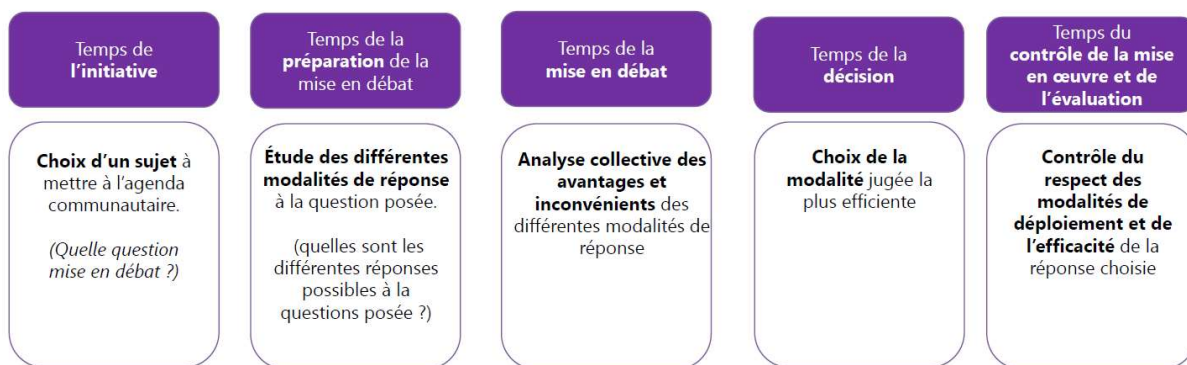 Temps de
l'initiative
Temps de la
préparation de la
mise en débat
Temps de la
mise en débat
Temps de la
décision
Temps du
contrôle de la mise
en œuvre et de
l'évaluation
Choix d'un sujet à
mettre à l'agenda
communautaire.
(Quelle question
mise en débat ?)
Étude des différentes
modalités de réponse
à la question posée.
(quelles sont les
différentes réponses
possibles à la
questions posée ?)
Analyse collective des
avantages et
inconvénients des
différentes modalités de
réponse
Choix de la
modalité jugée la
plus efficiente
Contrôle du
respect des
modalités de
déploiement et de
l'efficacité de la
réponse choisie